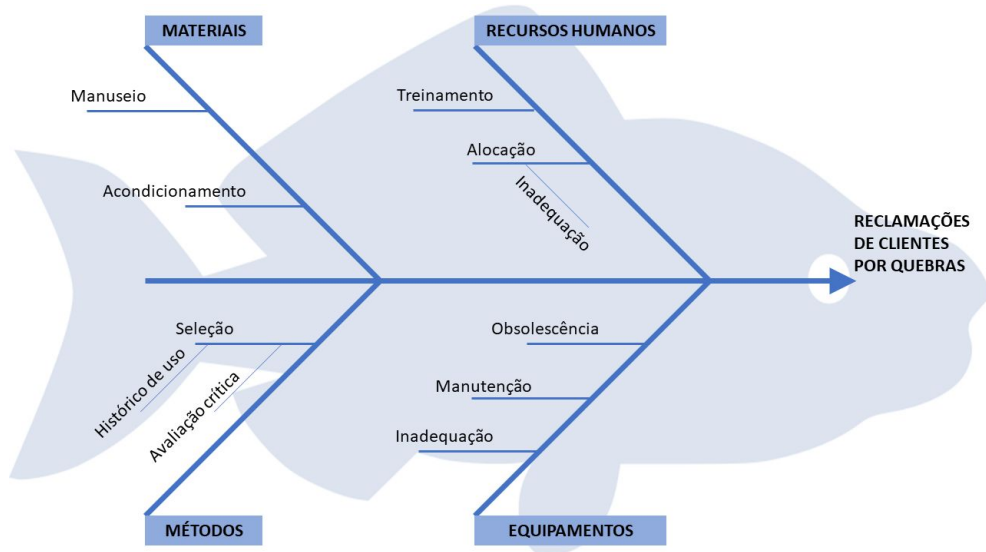 MATERIAIS
RECURSOS HUMANOS
Manuseio
Treinamento
Acondicionamento
Alocação
Inadequação
RECLAMAÇÕES
DE CLIENTES
POR QUEBRAS
Seleção
Histórico de uso
Avaliação crítica
Obsolescência
Manutenção
Inadequação
MÉTODOS
EQUIPAMENTOS